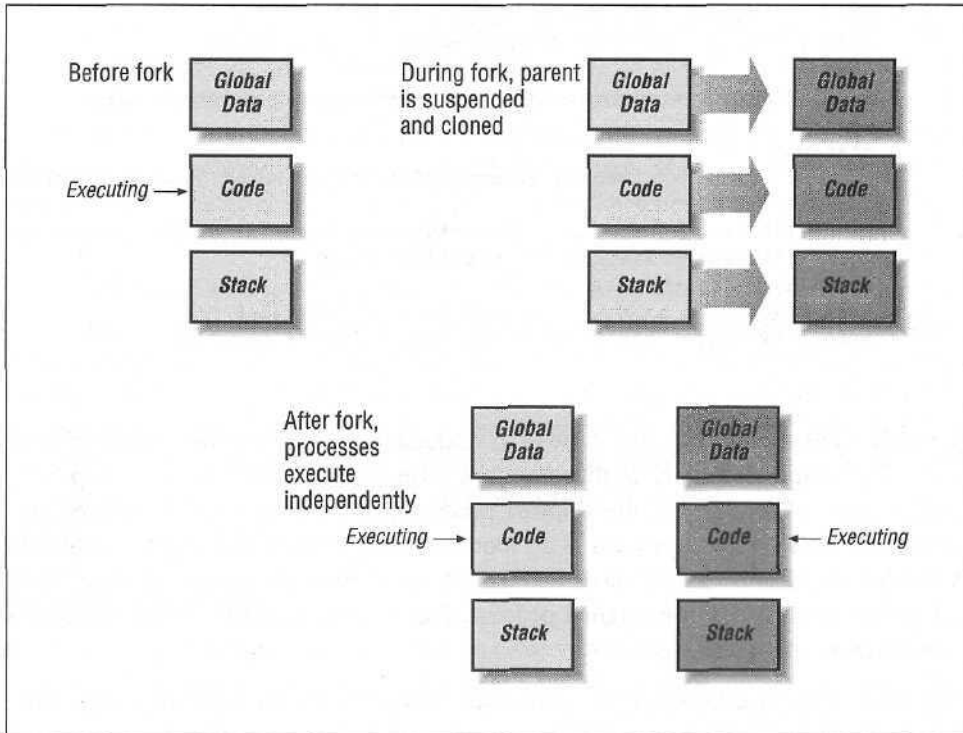 Before fork
Global
Data
Executing
Code
Stack
During fork, parent
is suspended
and cloned
Global
Data
Global
Data
Code
Code
Stack
Stack
After fork,
processes
execute
independently
Global
Data
Global
Data
Executing
Code
Code
Executing
Stack
Stack